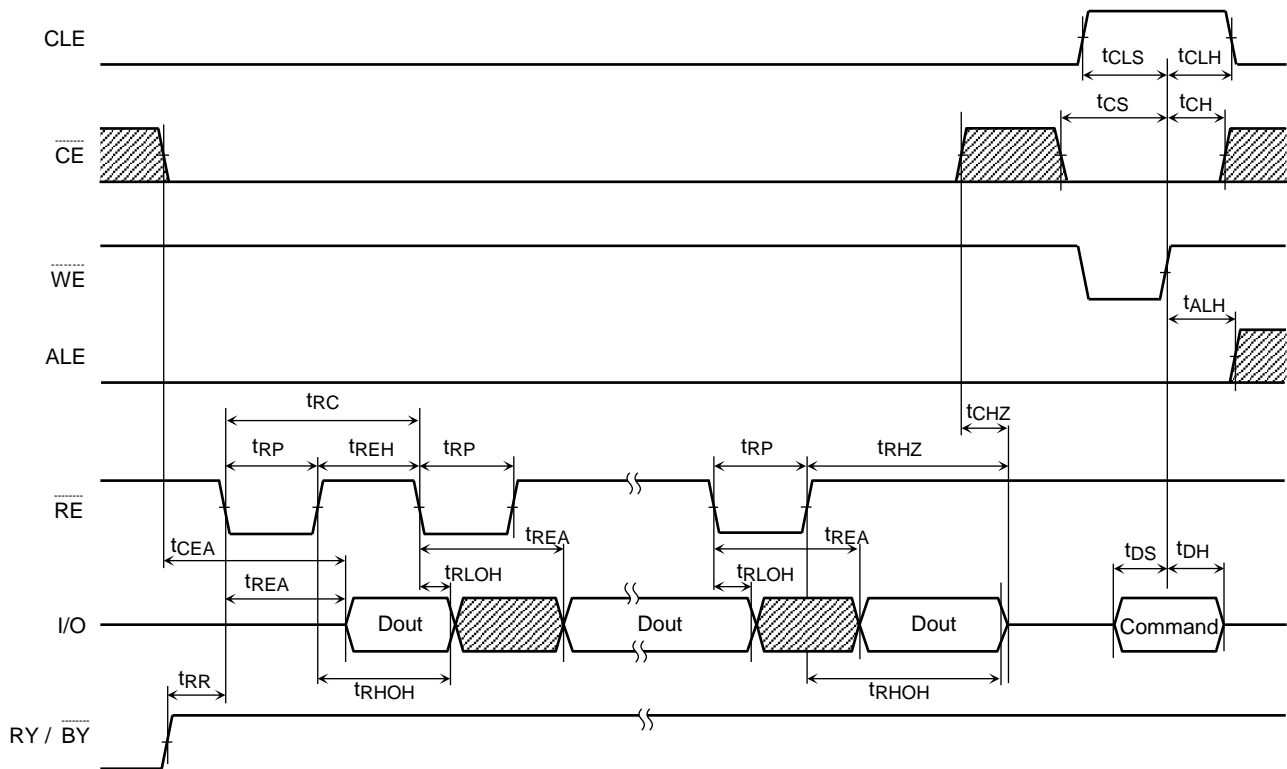 CLE
tCLS tCLH
tCS tCH
CE
WE
tALH
ALE
tRC
tCHZ
tRP tREH tRP tRP tRHZ
RE
tCEA tREA tREA
tREA tRLOH tRLOH tDS tDH
I/O Dout Dout Dout Command
tRR tRHOH tRHOH
RY / BY